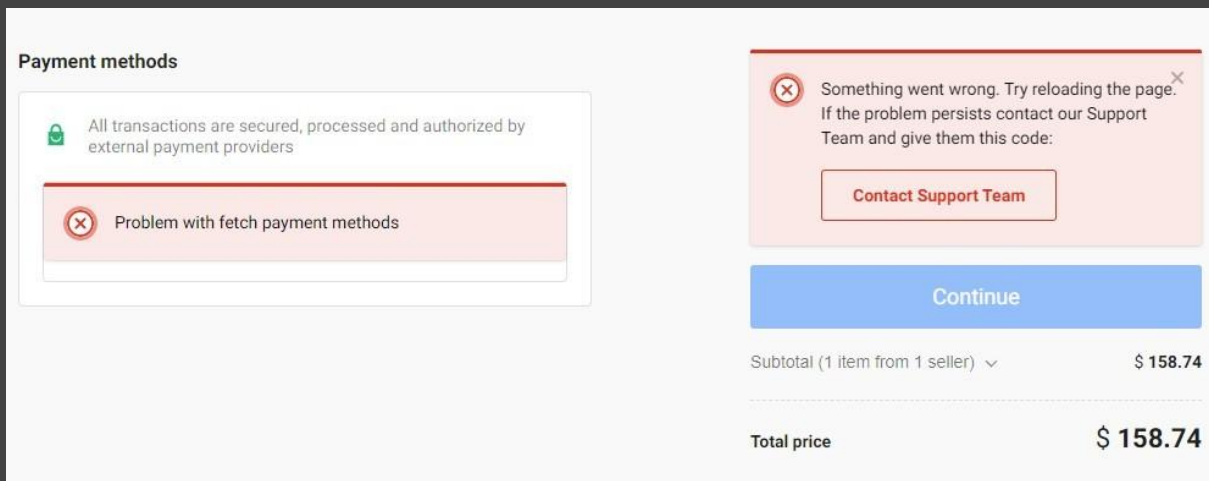 Payment methods
All transactions are secured, processed and authorized by
external payment providers
Problem with fetch payment methods
Something went wrong. Try reloading the page.
If the problem persists contact our Support
Team and give them this code:
Contact Support Team
Continue
Subtotal (1 item from 1 seller)
$ 158.74
Total price
$ 158.74